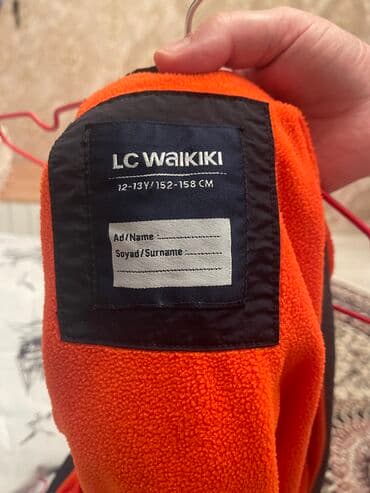 LC WAIKIKI
12-13Y/152-158 CM
Ad/Name :
Soyad/Surname :